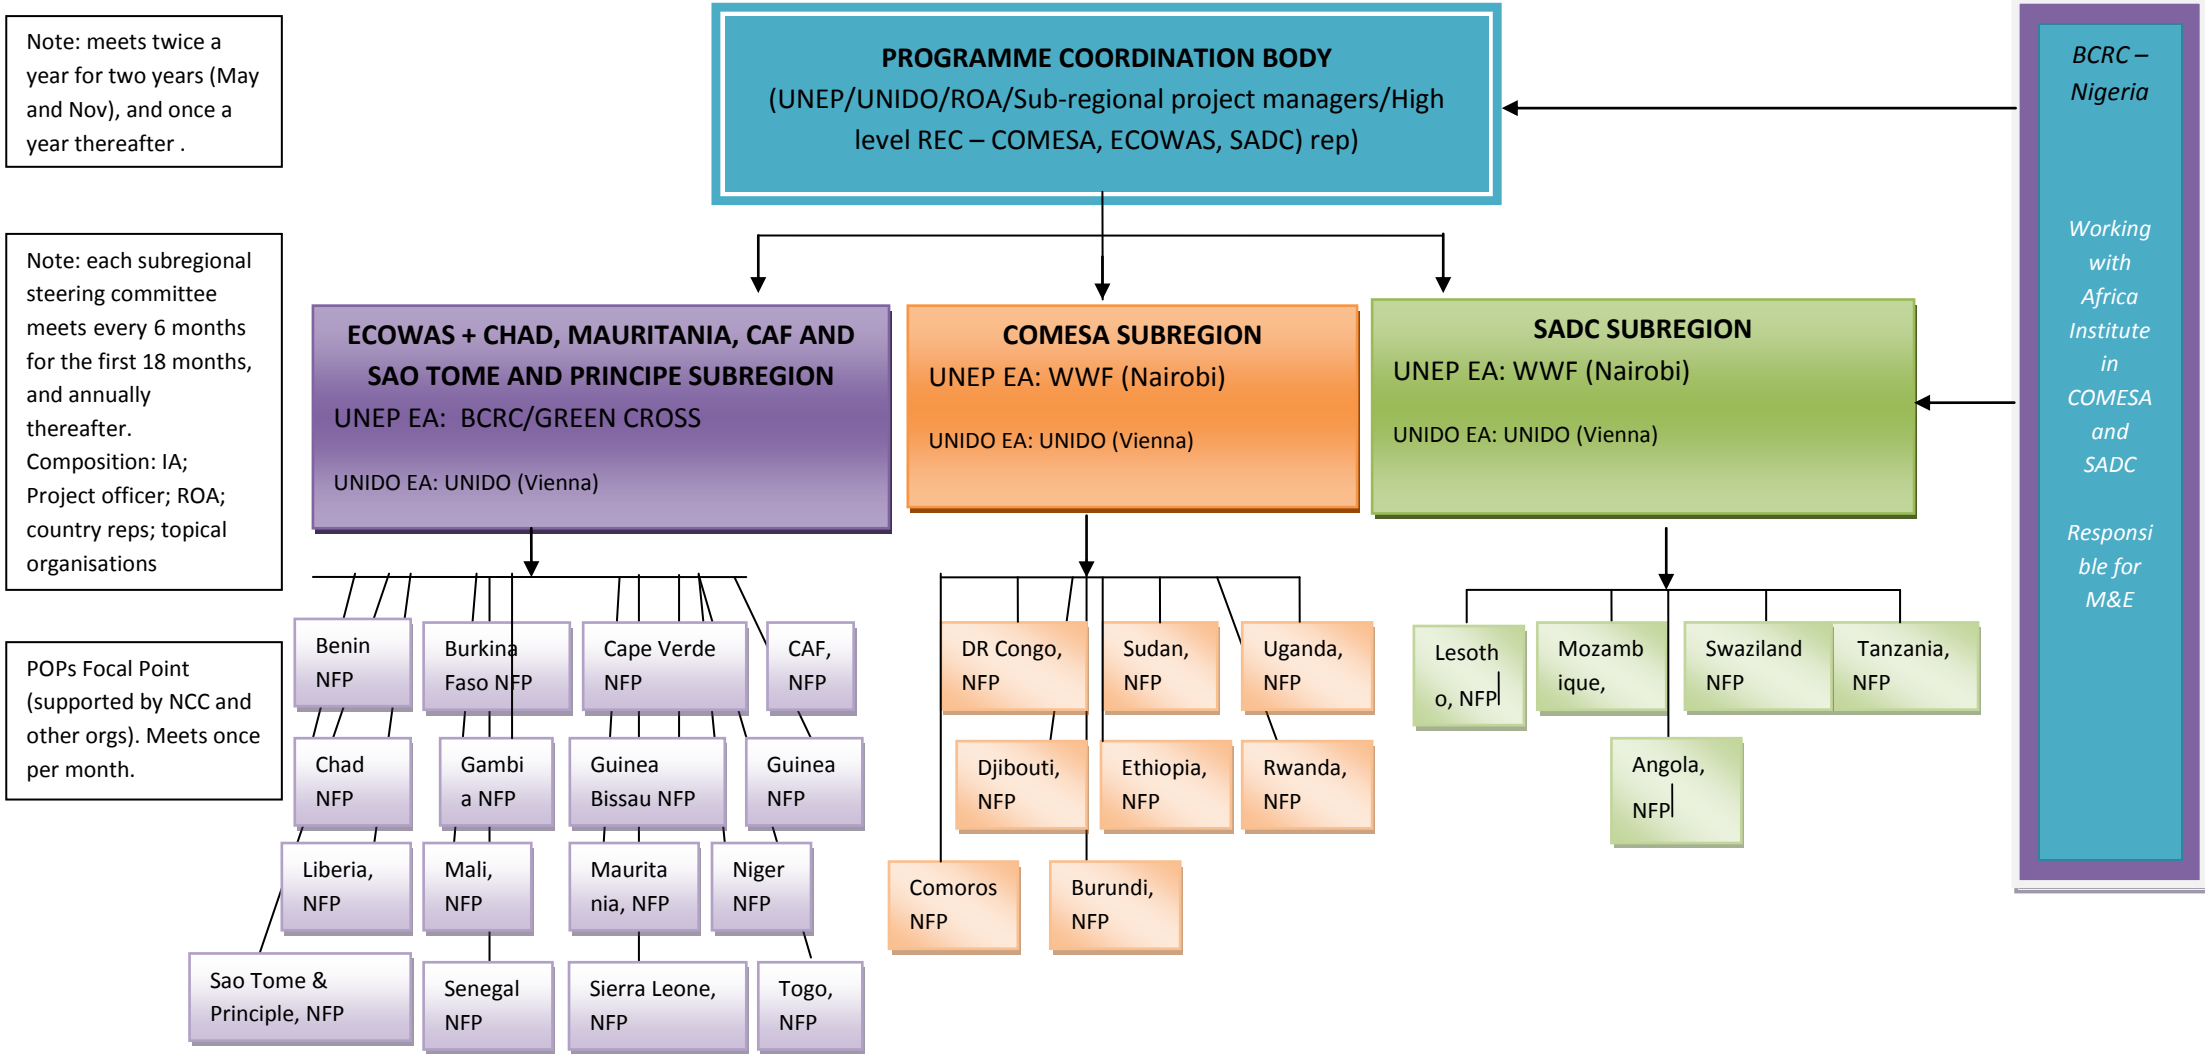 Note: meets twice a
year for two years (May
and Nov), and once a
year thereafter .
PROGRAMME COORDINATION BODY
(UNEP/UNIDO/ROA/Sub-regional project managers/High
level REC – COMESA, ECOWAS, SADC) rep)
BCRC –
Nigeria
Working
with
Africa
Institute
in
COMESA
and
SADC
Responsi
ble for
M&E
Note: each subregional
steering committee
meets every 6 months
for the first 18 months,
and annually
thereafter.
Composition: IA;
Project officer; ROA;
country reps; topical
organisations
ECOWAS + CHAD, MAURITANIA, CAF AND
SAO TOME AND PRINCIPE SUBREGION
UNEP EA:  BCRC/GREEN CROSS
UNIDO EA: UNIDO (Vienna)
COMESA SUBREGION
UNEP EA: WWF (Nairobi)
UNIDO EA: UNIDO (Vienna)
SADC SUBREGION
UNEP EA: WWF (Nairobi)
UNIDO EA: UNIDO (Vienna)
POPs Focal Point
(supported by NCC and
other orgs). Meets once
per month.
Benin
NFP
Burkina
Faso NFP
Cape Verde
NFP
CAF,
NFP
Chad
NFP
Gambi
a NFP
Guinea
Bissau NFP
Guinea
NFP
Liberia,
NFP
Mali,
NFP
Maurita
nia, NFP
Niger
NFP
Sao Tome &
Principle, NFP
Senegal
NFP
Sierra Leone,
NFP
Togo,
NFP
DR Congo,
NFP
Sudan,
NFP
Uganda,
NFP
Djibouti,
NFP
Ethiopia,
NFP
Rwanda,
NFP
Comoros
NFP
Burundi,
NFP
Lesoth
o, NFP
Mozamb
ique,
Swaziland
NFP
Tanzania,
NFP
Angola,
NFP